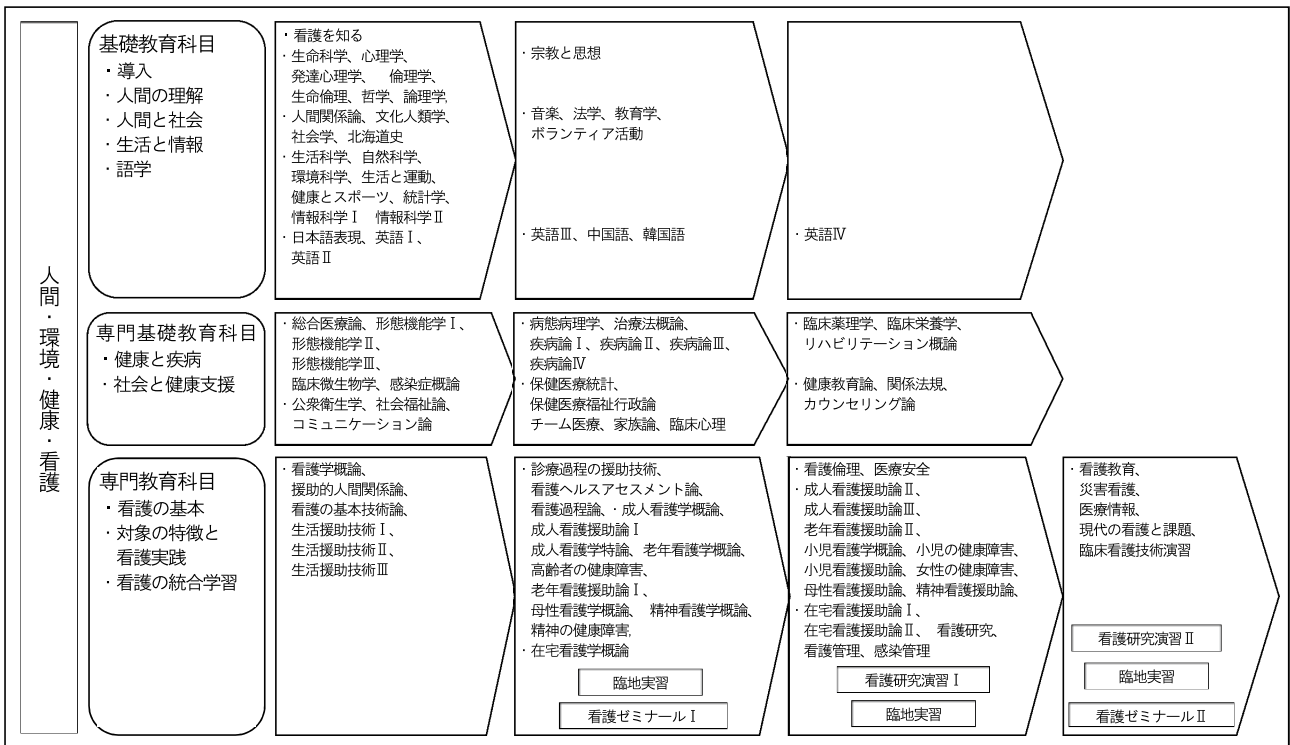 人間・環境・健康・看護
基礎教育科目
・導入
・人間の理解
・人間と社会
・生活と情報
・語学
・看護を知る
・生命科学、心理学、
発達心理学、 倫理学、
生命倫理、哲学、論理学,
・人間関係論、文化人類学、
社会学、北海道史
・生活科学、自然科学、
環境科学、生活と運動、
健康とスポーツ、統計学、
情報科学Ⅰ 情報科学Ⅱ
・日本語表現、英語Ⅰ、
英語Ⅱ
・宗教と思想
・音楽、法学、教育学、
ボランティア活動
・英語Ⅲ、中国語、韓国語
・英語Ⅳ
専門基礎教育科目
・健康と疾病
・社会と健康支援
・総合医療論、形態機能学Ⅰ、
形態機能学Ⅱ、
形態機能学Ⅲ、
臨床微生物学、感染症概論
・公衆衛生学、社会福祉論、
コミュニケーション論
・病態病理学、治療法概論、
疾病論Ⅰ、疾病論Ⅱ、疾病論Ⅲ、
疾病論Ⅳ
・保健医療統計、
保健医療福祉行政論
チーム医療、家族論、臨床心理
・臨床薬理学、臨床栄養学、
リハビリテーション概論
・健康教育論、関係法規、
カウンセリング論
専門教育科目
・看護の基本
・対象の特徴と
看護実践
・看護の統合学習
・看護学概論、
援助的人間関係論、
看護の基本技術論、
生活援助技術Ⅰ、
生活援助技術Ⅱ、
生活援助技術Ⅲ
・診療過程の援助技術、
看護ヘルスアセスメント論、
看護過程論、・成人看護学概論、
成人看護援助論Ⅰ
成人看護学特論、老年看護学概論、
高齢者の健康障害、
老年看護援助論Ⅰ、
母性看護学概論、 精神看護学概論、
精神の健康障害,
・在宅看護学概論
臨地実習
看護ゼミナールⅠ
・看護倫理、医療安全
・成人看護援助論Ⅱ、
成人看護援助論Ⅲ、
老年看護援助論Ⅱ、
小児看護学概論、小児の健康障害、
小児看護援助論、女性の健康障害、
母性看護援助論、精神看護援助論、
・在宅看護援助論Ⅰ、
在宅看護援助論Ⅱ、 看護研究、
看護管理、感染管理
看護研究演習Ⅰ
臨地実習
・看護教育、
災害看護、
医療情報、
現代の看護と課題、
臨床看護技術演習
看護研究演習Ⅱ
臨地実習
看護ゼミナールⅡ